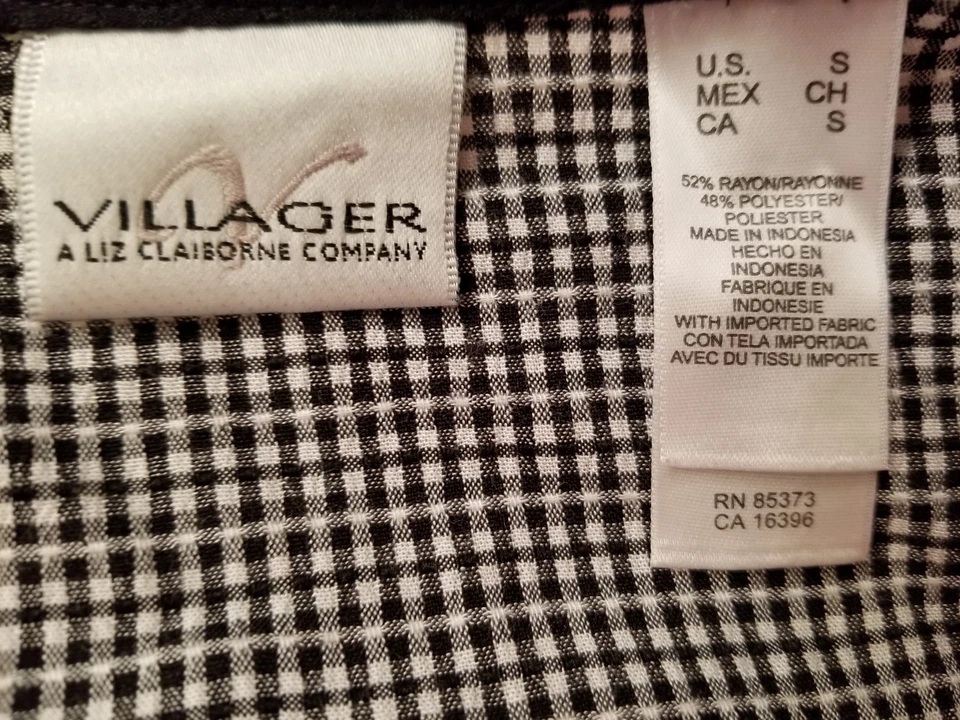 VILLAGER
A LIZ CLAIBORNE COMPANY
U.S. S
MEX CH
CA S
52% RAYON/RAYONNE
48% POLYESTER/
POLIESTER
MADE IN INDONESIA
HECHO EN
INDONESIA
FABRIQUE EN
INDONESIE
WITH IMPORTED FABRIC
CON TELA IMPORTADA
AVEC DU TISSU IMPORTE
RN 85373
CA 16396